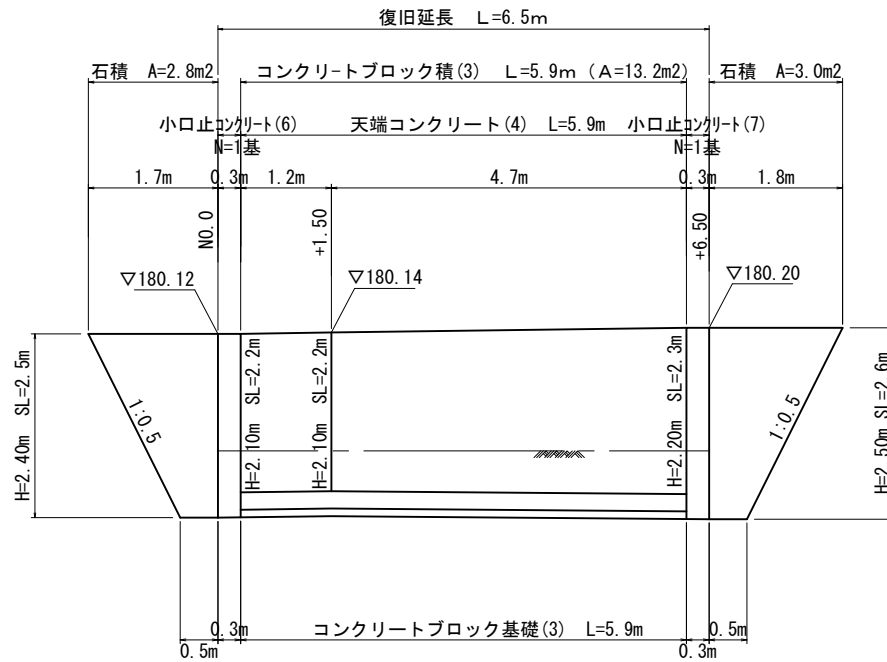 復旧延長 L=6.5m
石積 A=2.8m2 コンクリートブロック積(3) L=5.9m (A=13.2m2) 石積 A=3.0m2
小口止コンクリート(6) 天端コンクリート(4) L=5.9m 小口止コンクリート(7)
N=1基 N=1基
1.7m 0.3m 1.2m 4.7m 0.3m 1.8m
NO.0
+1.50
+6.50
▽180.12
▽180.14
▽180.20
H=2.40m SL=2.5m
1:0.5
H=2.10m SL=2.2m
H=2.10m SL=2.2m
H=2.20m SL=2.3m
1:0.5
H=2.50m SL=2.6m
0.3m コンクリートブロック基礎(3) L=5.9m 0.5m
0.5m 0.3m